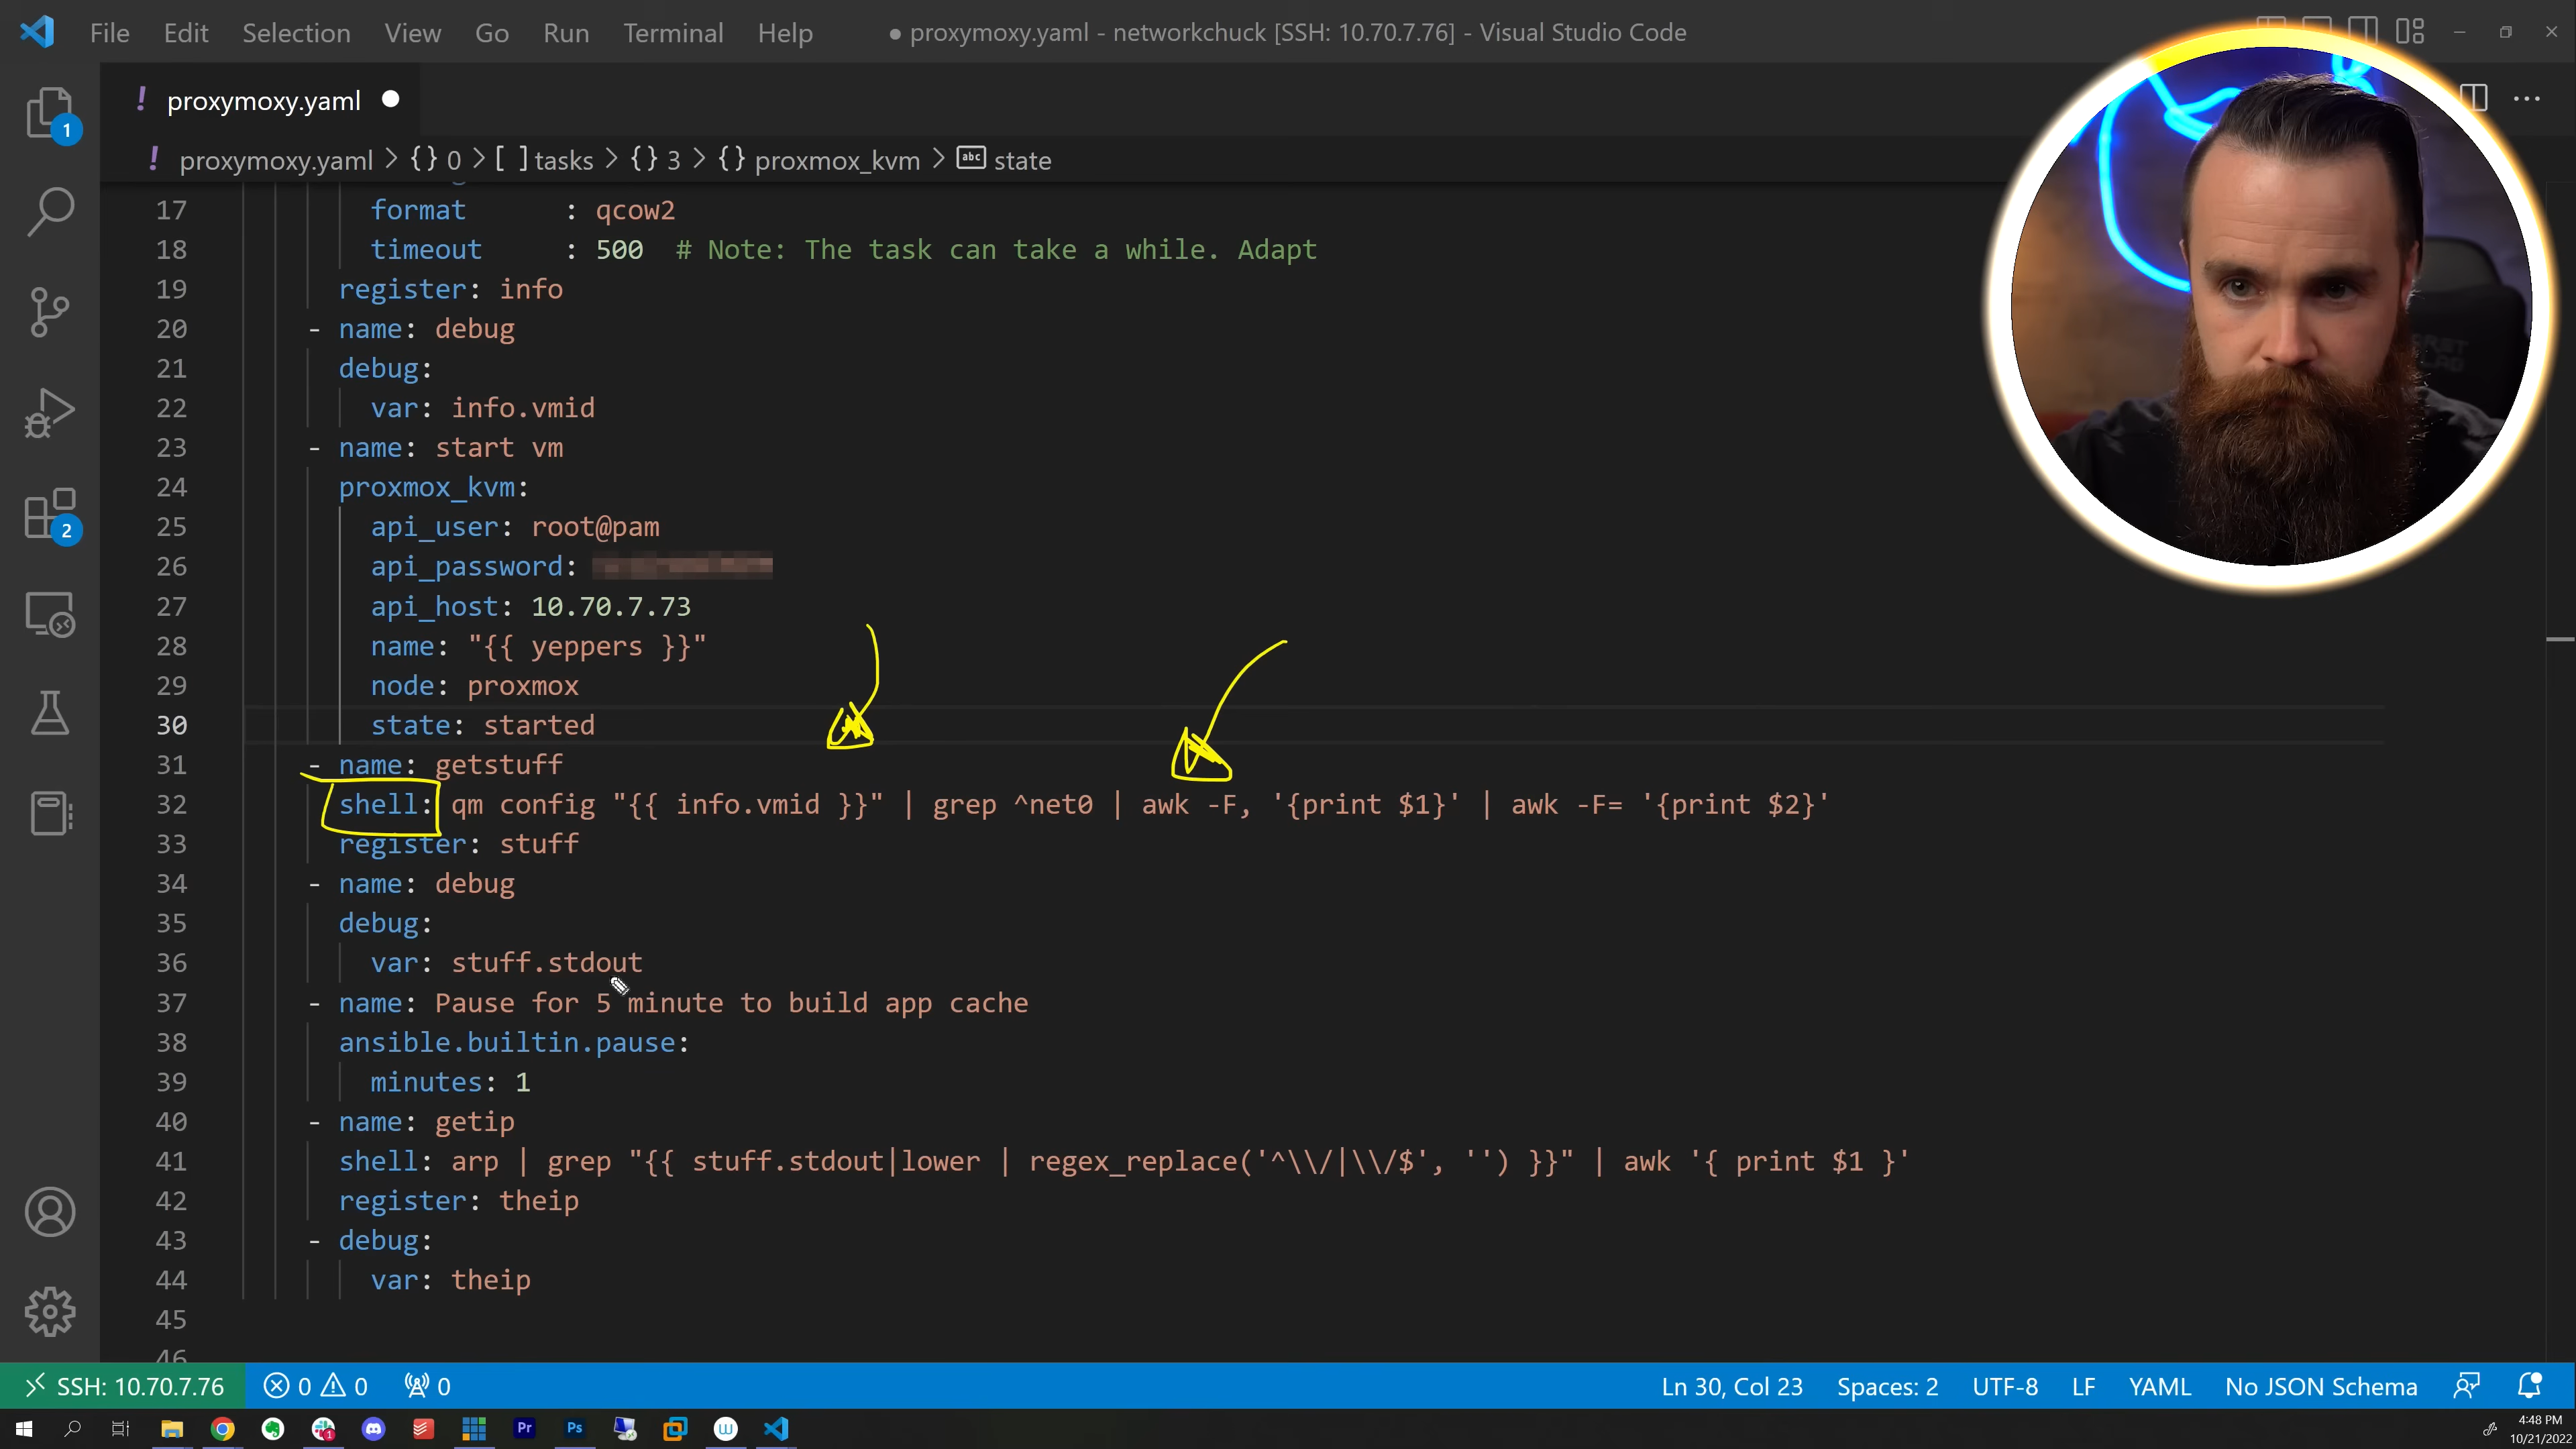 File Edit Selection View Go Run Terminal Help ● proxymoxy.yaml - networkchuck [SSH: 10.70.7.76] - Visual Studio Code
! proxymoxy.yaml ●
! proxymoxy.yaml > {} 0 > [ ] tasks > {} 3 > {} proxmox_kvm > abc state
17 format : qcow2
18 timeout : 500 # Note: The task can take a while. Adapt
19 register: info
20 - name: debug
21 debug:
22 var: info.vmid
23 - name: start vm
24 proxmox_kvm:
25 api_user: root@pam
26 api_password:
27 api_host: 10.70.7.73
28 name: "{{ yeppers }}"
29 node: proxmox
30 state: started
31 - name: getstuff
32 shell: qm config "{{ info.vmid }}" | grep ^net0 | awk -F, '{print $1}' | awk -F= '{print $2}'
33 register: stuff
34 - name: debug
35 debug:
36 var: stuff.stdout
37 - name: Pause for 5 minute to build app cache
38 ansible.builtin.pause:
39 minutes: 1
40 - name: getip
41 shell: arp | grep "{{ stuff.stdout|lower | regex_replace('^\\/|\\/$', '') }}" | awk '{ print $1 }'
42 register: theip
43 - debug:
44 var: theip
45
46
1
2
SSH: 10.70.7.76 0 0 0 Ln 30, Col 23 Spaces: 2 UTF-8 LF YAML No JSON Schema
1 Pr Ps W 4:48 PM
10/21/2022